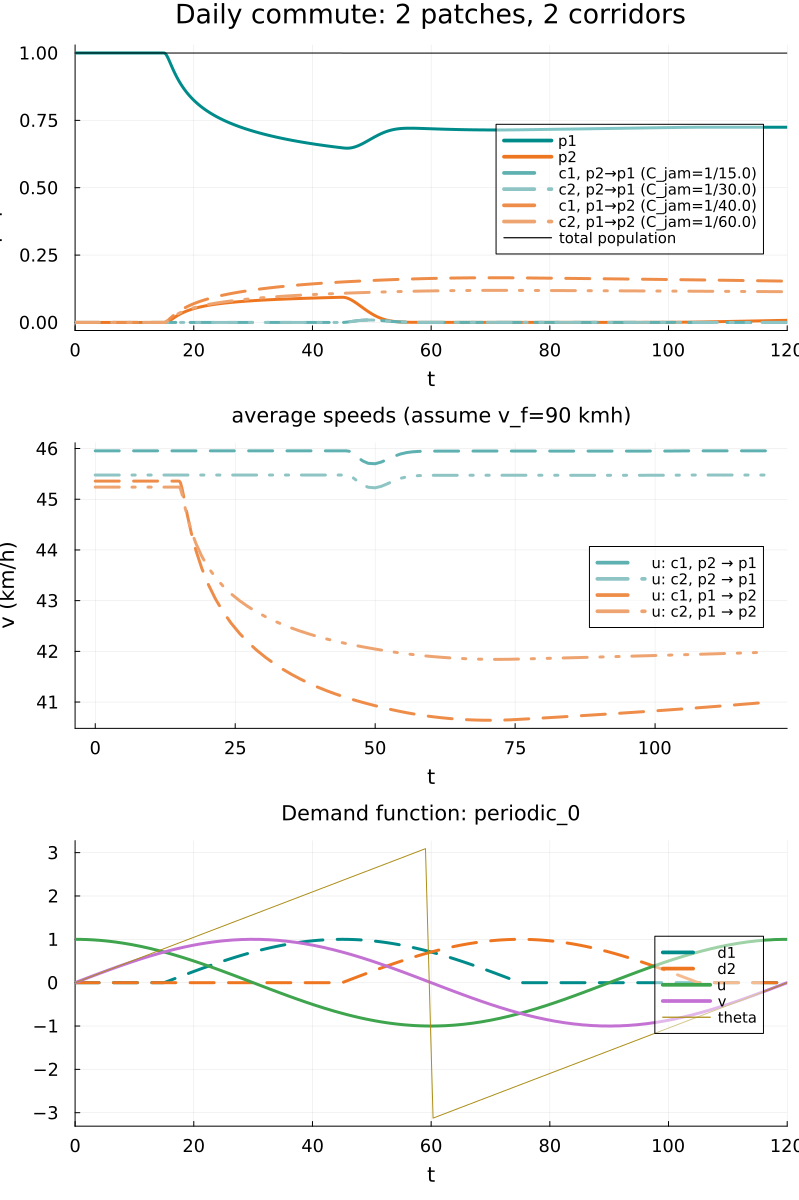 Daily commute: 2 patches, 2 corridors
1.00
0.75
0.50
0.25
0.00
p1
p2
c1, p2→p1 (C_jam=1/15.0)
c2, p2→p1 (C_jam=1/30.0)
c1, p1→p2 (C_jam=1/40.0)
c2, p1→p2 (C_jam=1/60.0)
total population
0 20 40 60 80 100 120
t
average speeds (assume v_f=90 kmh)
v (km/h)
46
45
44
43
42
41
u: c1, p2 → p1
u: c2, p2 → p1
u: c1, p1 → p2
u: c2, p1 → p2
0 25 50 75 100
t
Demand function: periodic_0
3
2
1
0
−1
−2
−3
d1
d2
u
v
theta
0 20 40 60 80 100 120
t